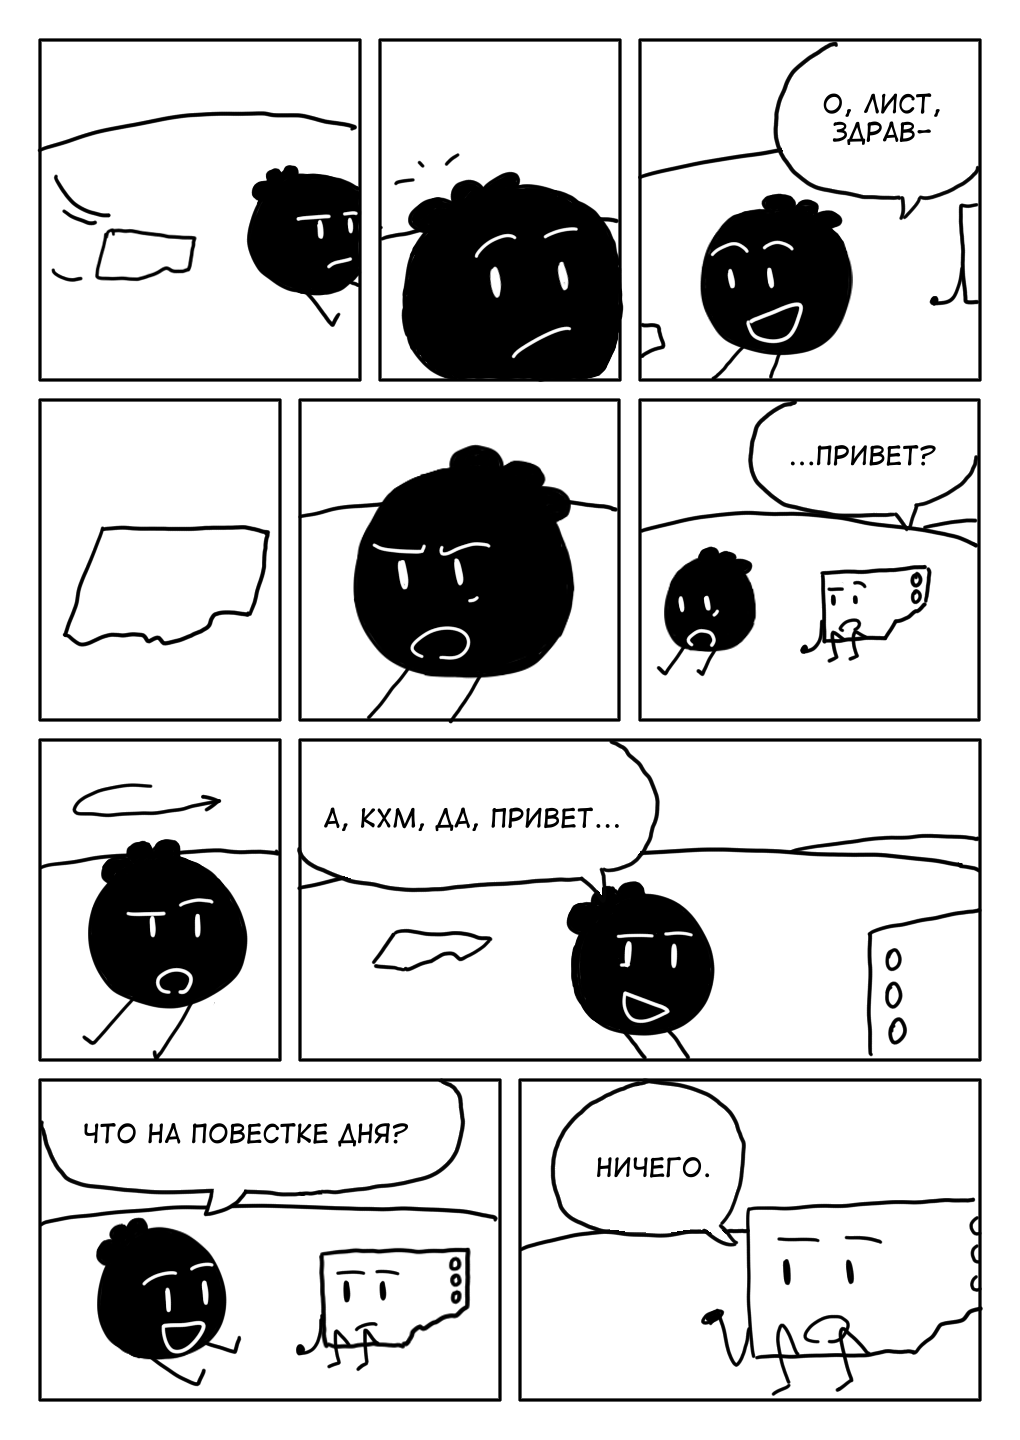 О, ЛИСТ,
ЗДРАВ-
...ПРИВЕТ?
А, КХМ, ДА, ПРИВЕТ...
ЧТО НА ПОВЕСТКЕ ДНЯ?
НИЧЕГО.